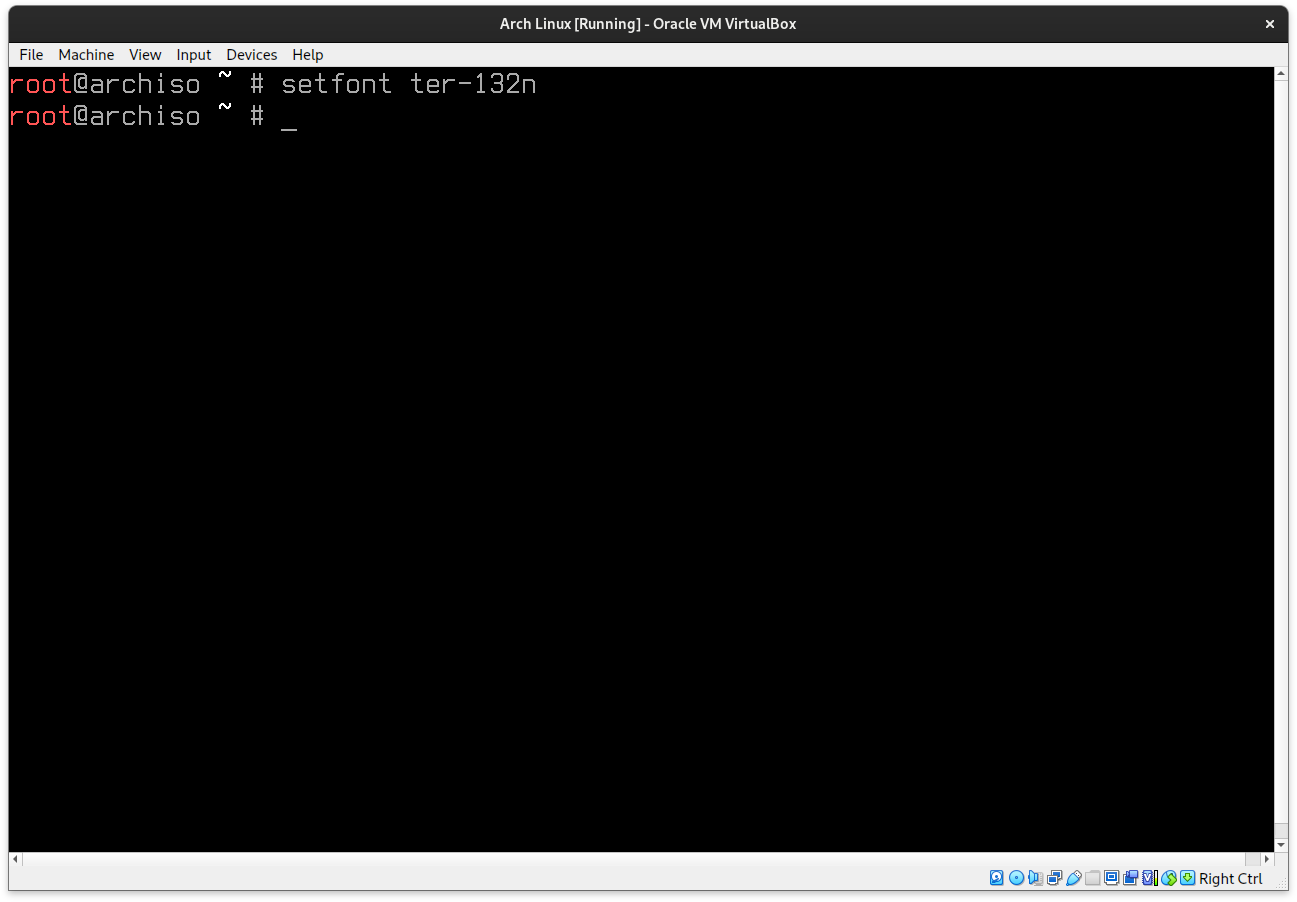 Arch Linux [Running] - Oracle VM VirtualBox
File Machine View Input Devices Help
root@archiso ~ # setfont ter-132n
root@archiso ~ # _
Right Ctrl